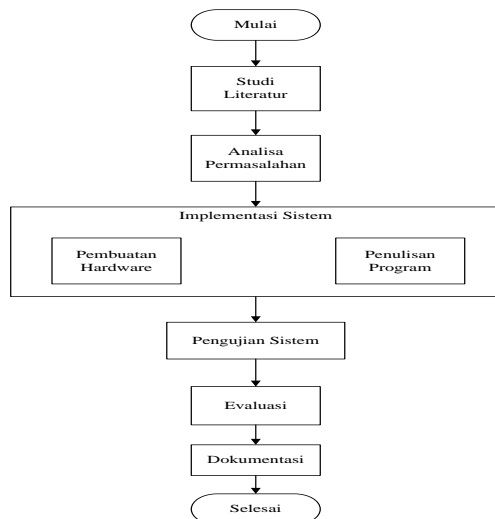 Mulai
Studi
Literatur
Analisa
Permasalahan
Implementasi Sistem
Pembuatan
Hardware
Penulisan
Program
Pengujian Sistem
Evaluasi
Dokumentasi
Selesai